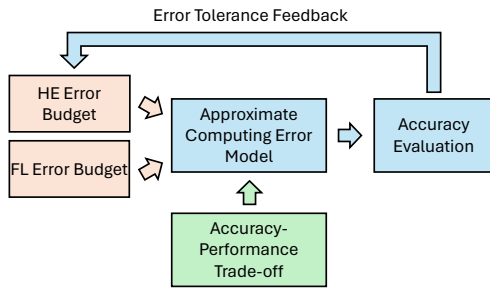 Error Tolerance Feedback
HE Error
Budget
FL Error Budget
Approximate
Computing Error
Model
Accuracy
Evaluation
Accuracy-
Performance
Trade-off